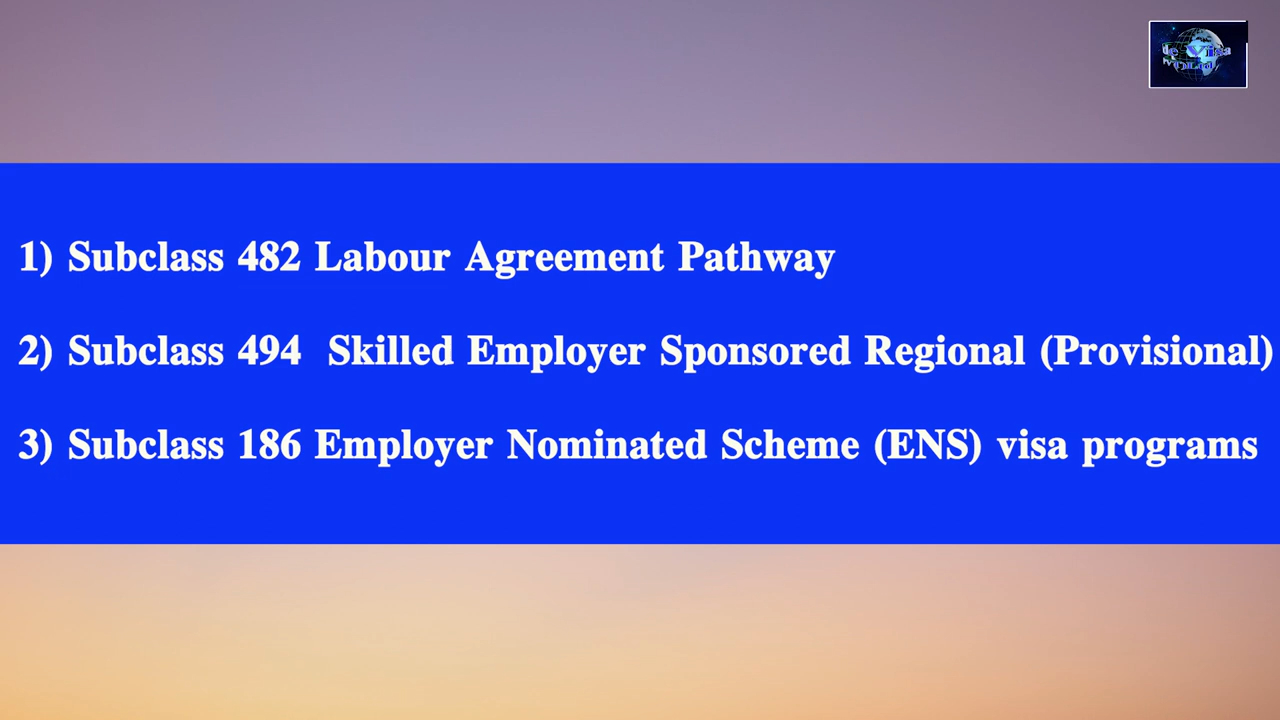 1) Subclass 482 Labour Agreement Pathway
2) Subclass 494 Skilled Employer Sponsored Regional (Provisional)
3) Subclass 186 Employer Nominated Scheme (ENS) visa programs